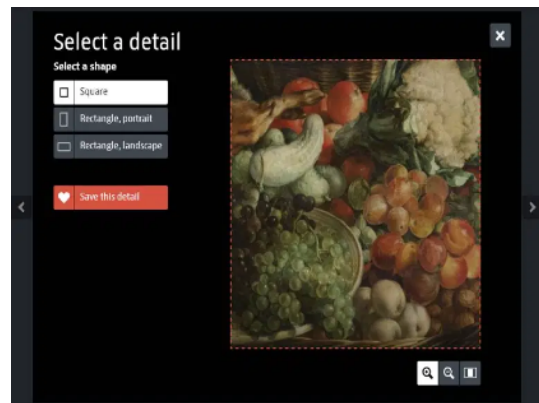 Select a detail
Select a shape
Square
Rectangle, portrait
Rectangle, landscape
Save this detail